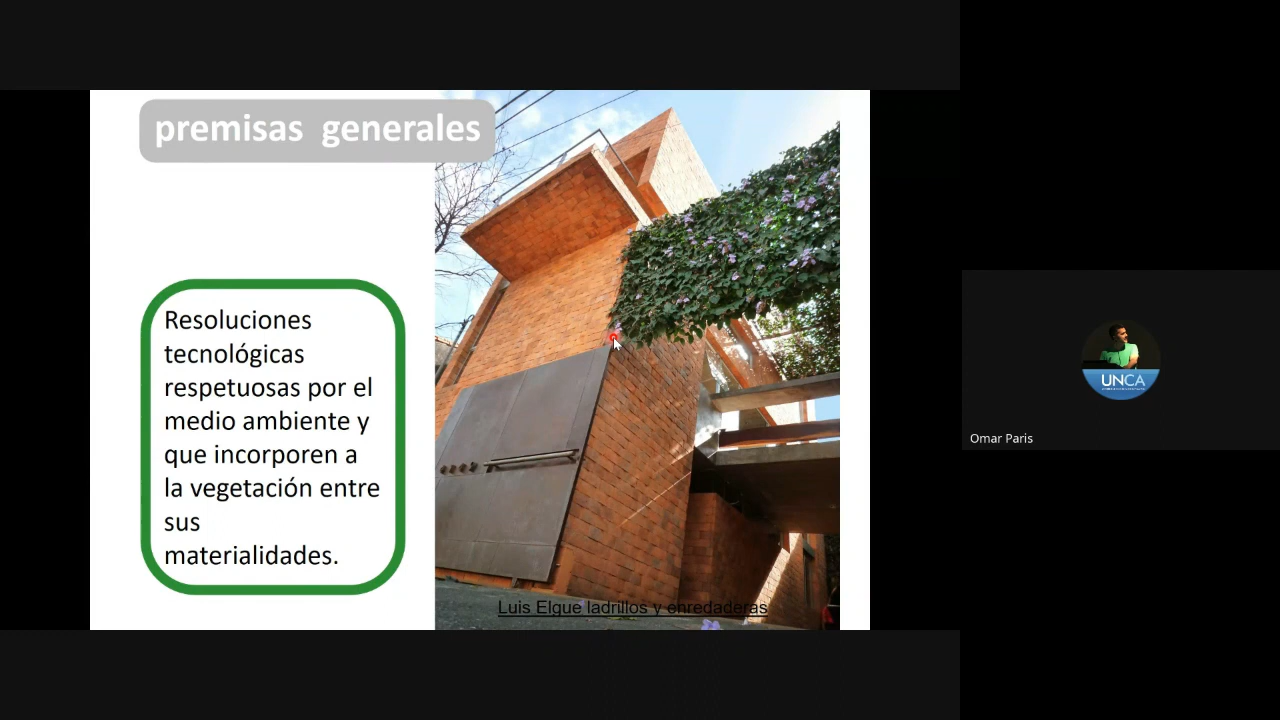 premisas generales
Resoluciones
tecnológicas
respetuosas por el
medio ambiente y
que incorporen a
la vegetación entre
sus
materialidades.
Luis Elgue ladrillos y enredaderas
UNCA
Omar Paris